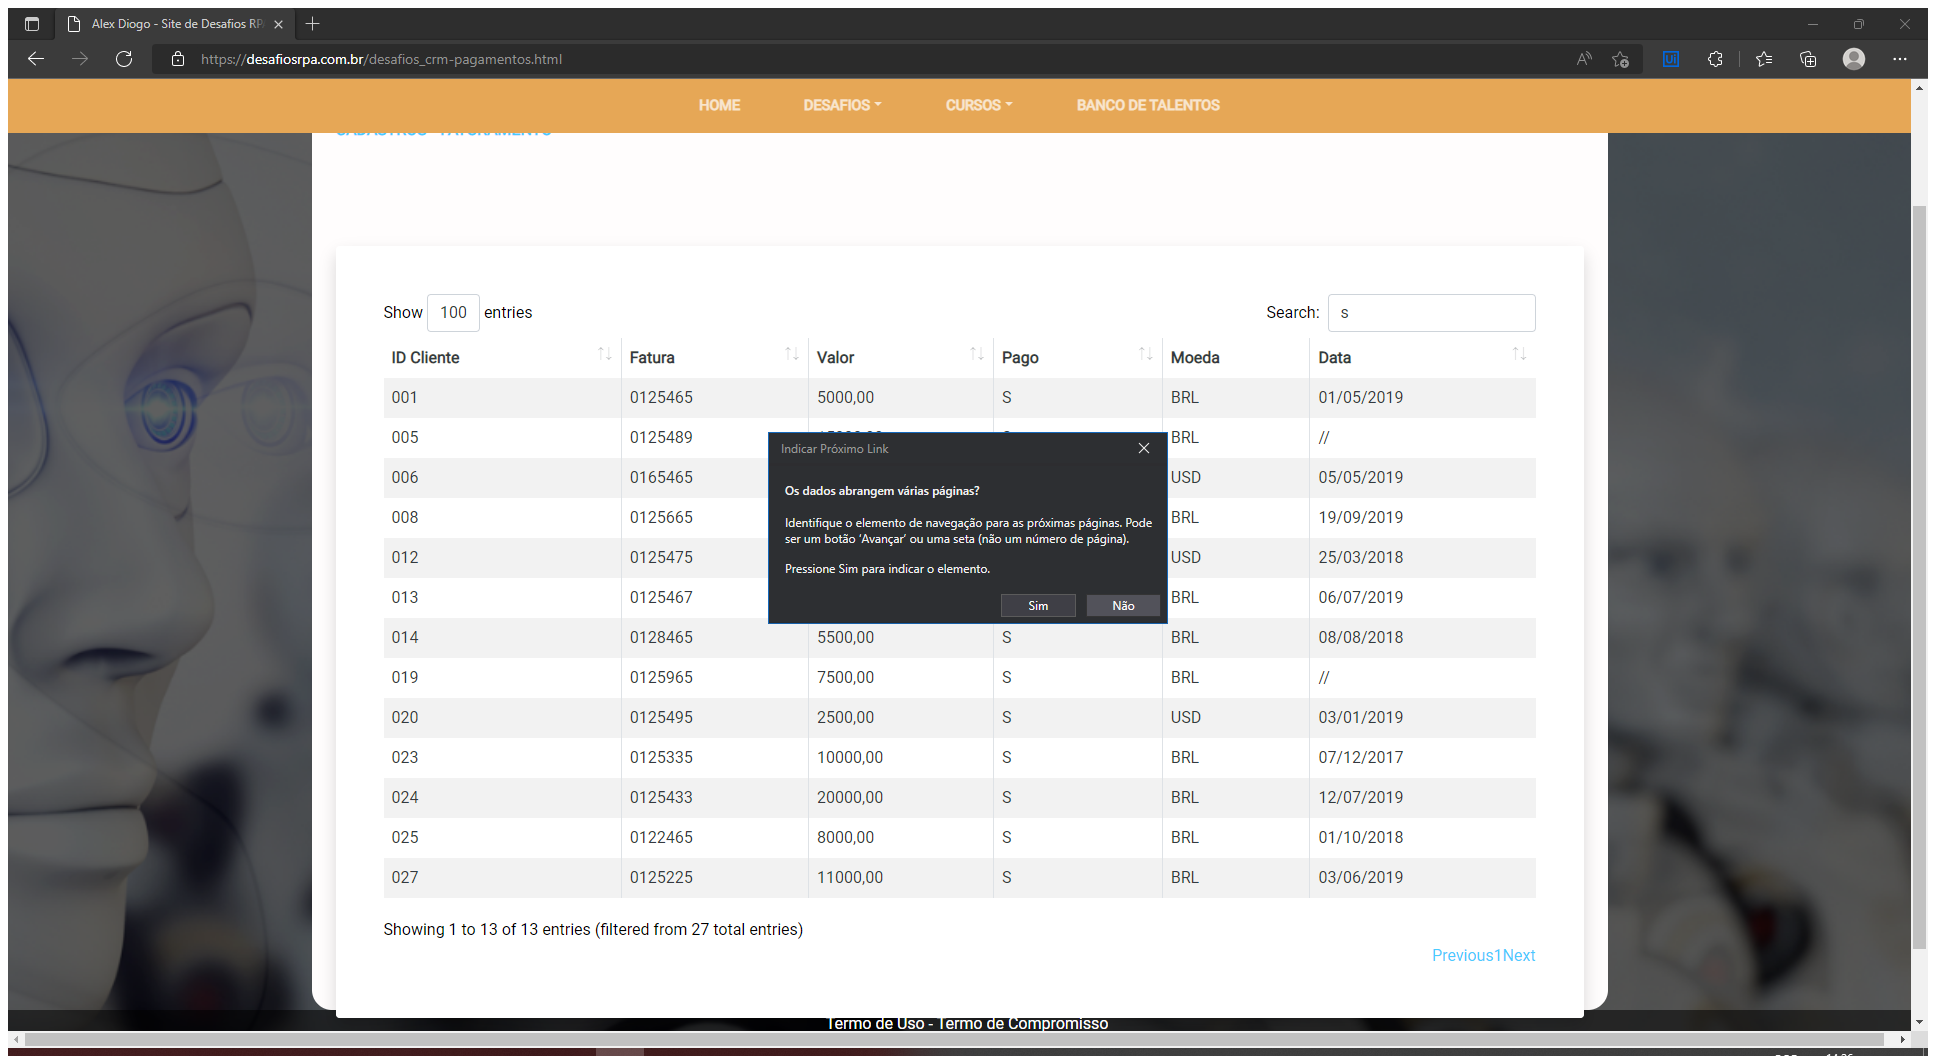 Alex Diogo - Site de Desafios RP
https://desafiosrpa.com.br/desafios_crm-pagamentos.html
HOME DESAFIOS CURSOS BANCO DE TALENTOS
CADASTROS - FATURAMENTO
Show 100 entries Search: s
ID Cliente Fatura Valor Pago Moeda Data
001 0125465 5000,00 S BRL 01/05/2019
005 0125489 BRL //
006 0165465 USD 05/05/2019
008 0125665 BRL 19/09/2019
012 0125475 USD 25/03/2018
013 0125467 BRL 06/07/2019
014 0128465 5500,00 S BRL 08/08/2018
019 0125965 7500,00 S BRL //
020 0125495 2500,00 S USD 03/01/2019
023 0125335 10000,00 S BRL 07/12/2017
024 0125433 20000,00 S BRL 12/07/2019
025 0122465 8000,00 S BRL 01/10/2018
027 0125225 11000,00 S BRL 03/06/2019
Indicar Próximo Link
Os dados abrangem várias páginas?
Identifique o elemento de navegação para as próximas páginas. Pode
ser um botão 'Avançar' ou uma seta (não um número de página).
Pressione Sim para indicar o elemento.
Sim Não
Showing 1 to 13 of 13 entries (filtered from 27 total entries)
Previous1Next
Termo de Uso - Termo de Compromisso